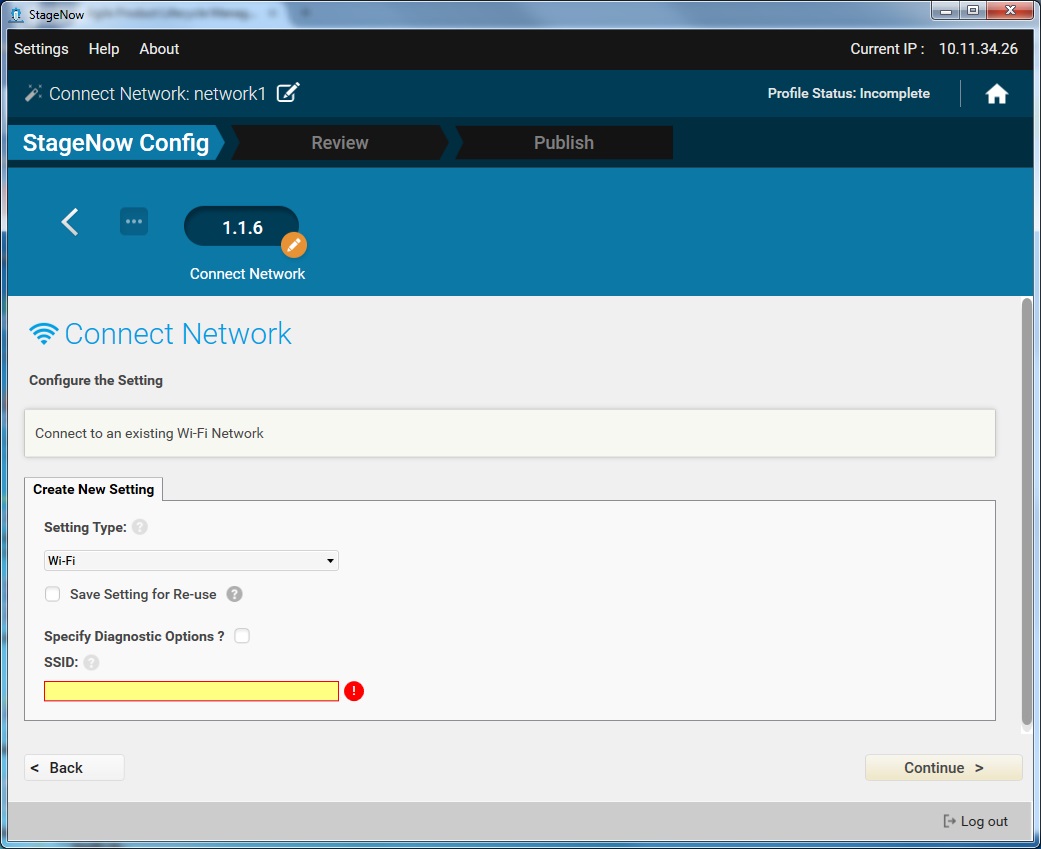 StageNow
Settings Help About Current IP : 10.11.34.26
Connect Network: network1 Profile Status: Incomplete
StageNow Config Review Publish
1.1.6
Connect Network
Connect Network
Configure the Setting
Connect to an existing Wi-Fi Network
Create New Setting
Setting Type: ?
Wi-Fi
Save Setting for Re-use ?
Specify Diagnostic Options ?
SSID: ?
!
< Back Continue >
Log out